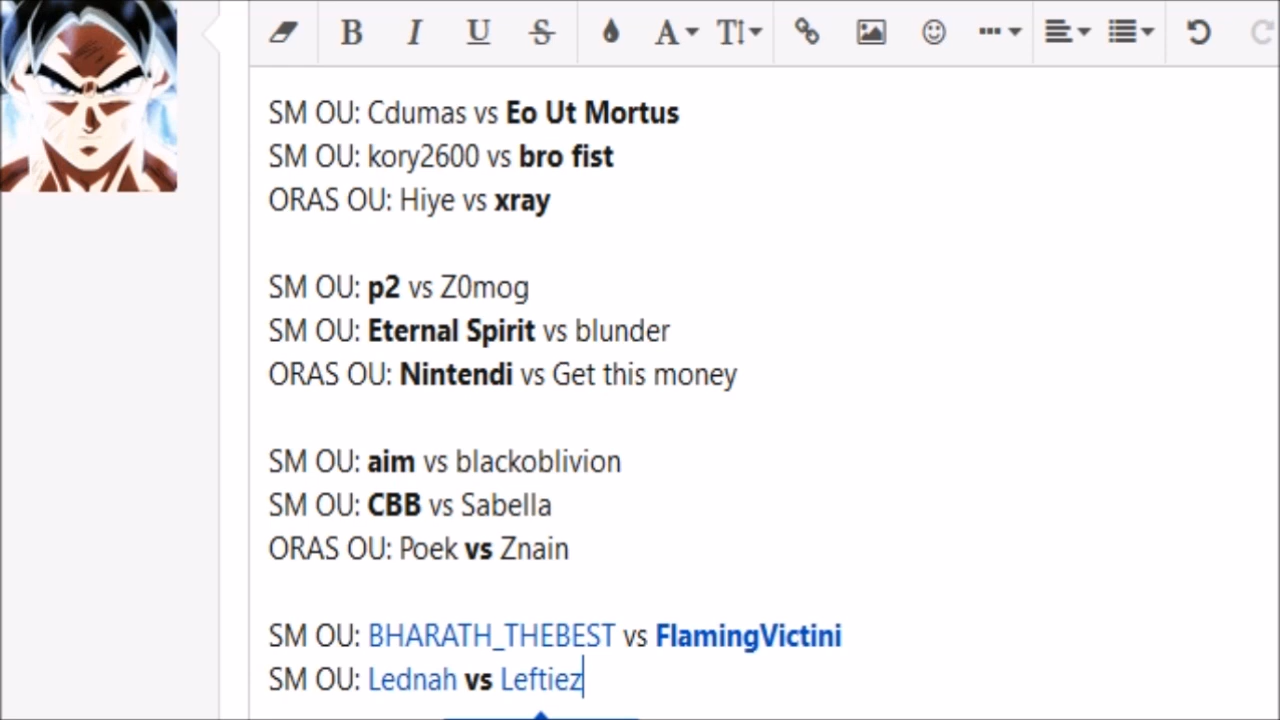 B I U S A T
SM OU: Cdumas vs Eo Ut Mortus
SM OU: kory2600 vs bro fist
ORAS OU: Hiye vs xray
SM OU: p2 vs Z0mog
SM OU: Eternal Spirit vs blunder
ORAS OU: Nintendi vs Get this money
SM OU: aim vs blackoblivion
SM OU: CBB vs Sabella
ORAS OU: Poek vs Znain
SM OU: BHARATH_THEBEST vs FlamingVictini
SM OU: Lednah vs Leftiez